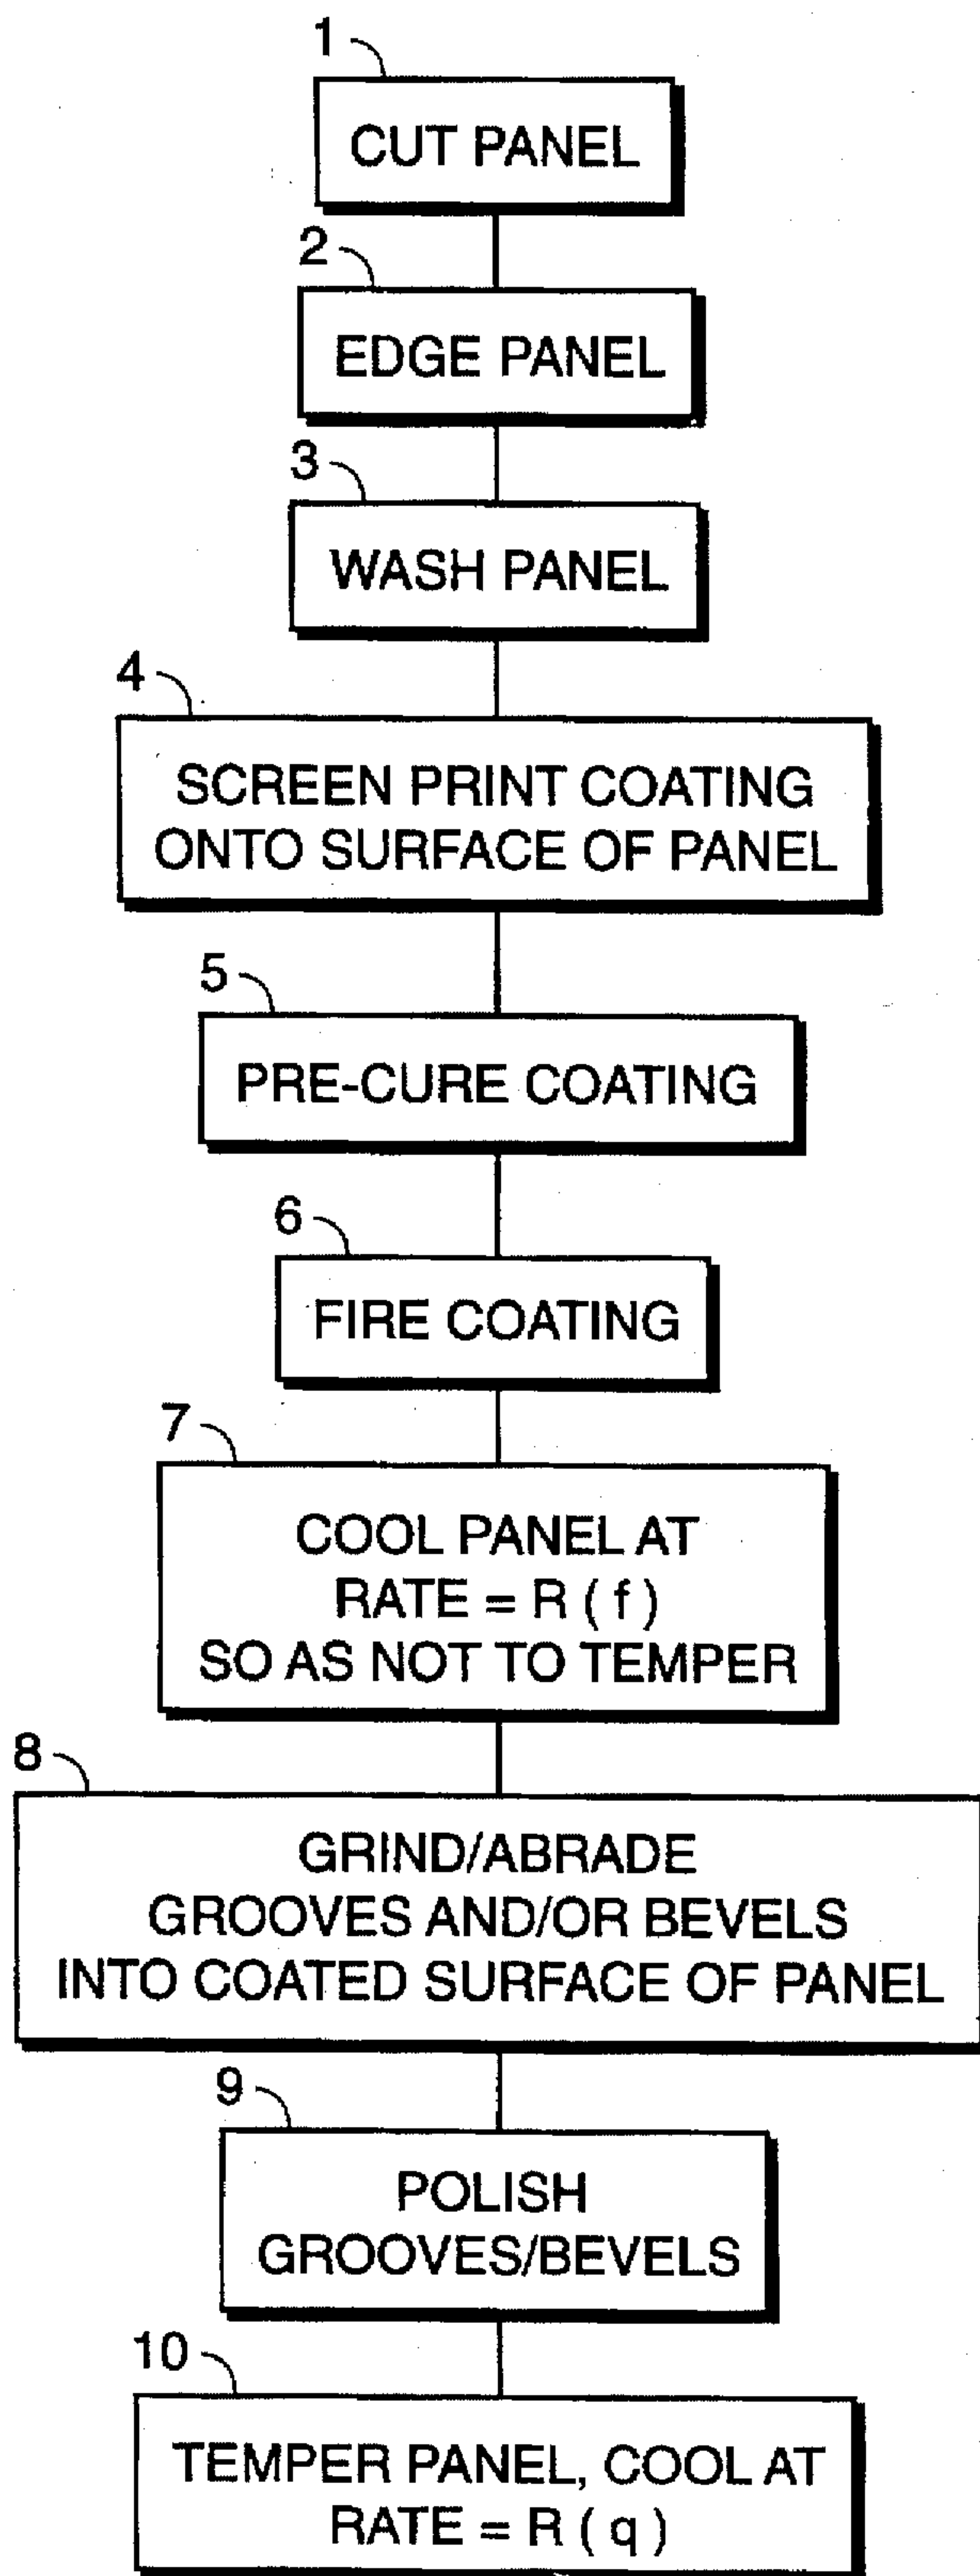 1
CUT PANEL
2
EDGE PANEL
3
WASH PANEL
4
SCREEN PRINT COATING
ONTO SURFACE OF PANEL
5
PRE-CURE COATING
6
FIRE COATING
7
COOL PANEL AT
RATE = R ( f )
SO AS NOT TO TEMPER
8
GRIND/ABRADE
GROOVES AND/OR BEVELS
INTO COATED SURFACE OF PANEL
9
POLISH
GROOVES/BEVELS
10
TEMPER PANEL, COOL AT
RATE = R ( q )